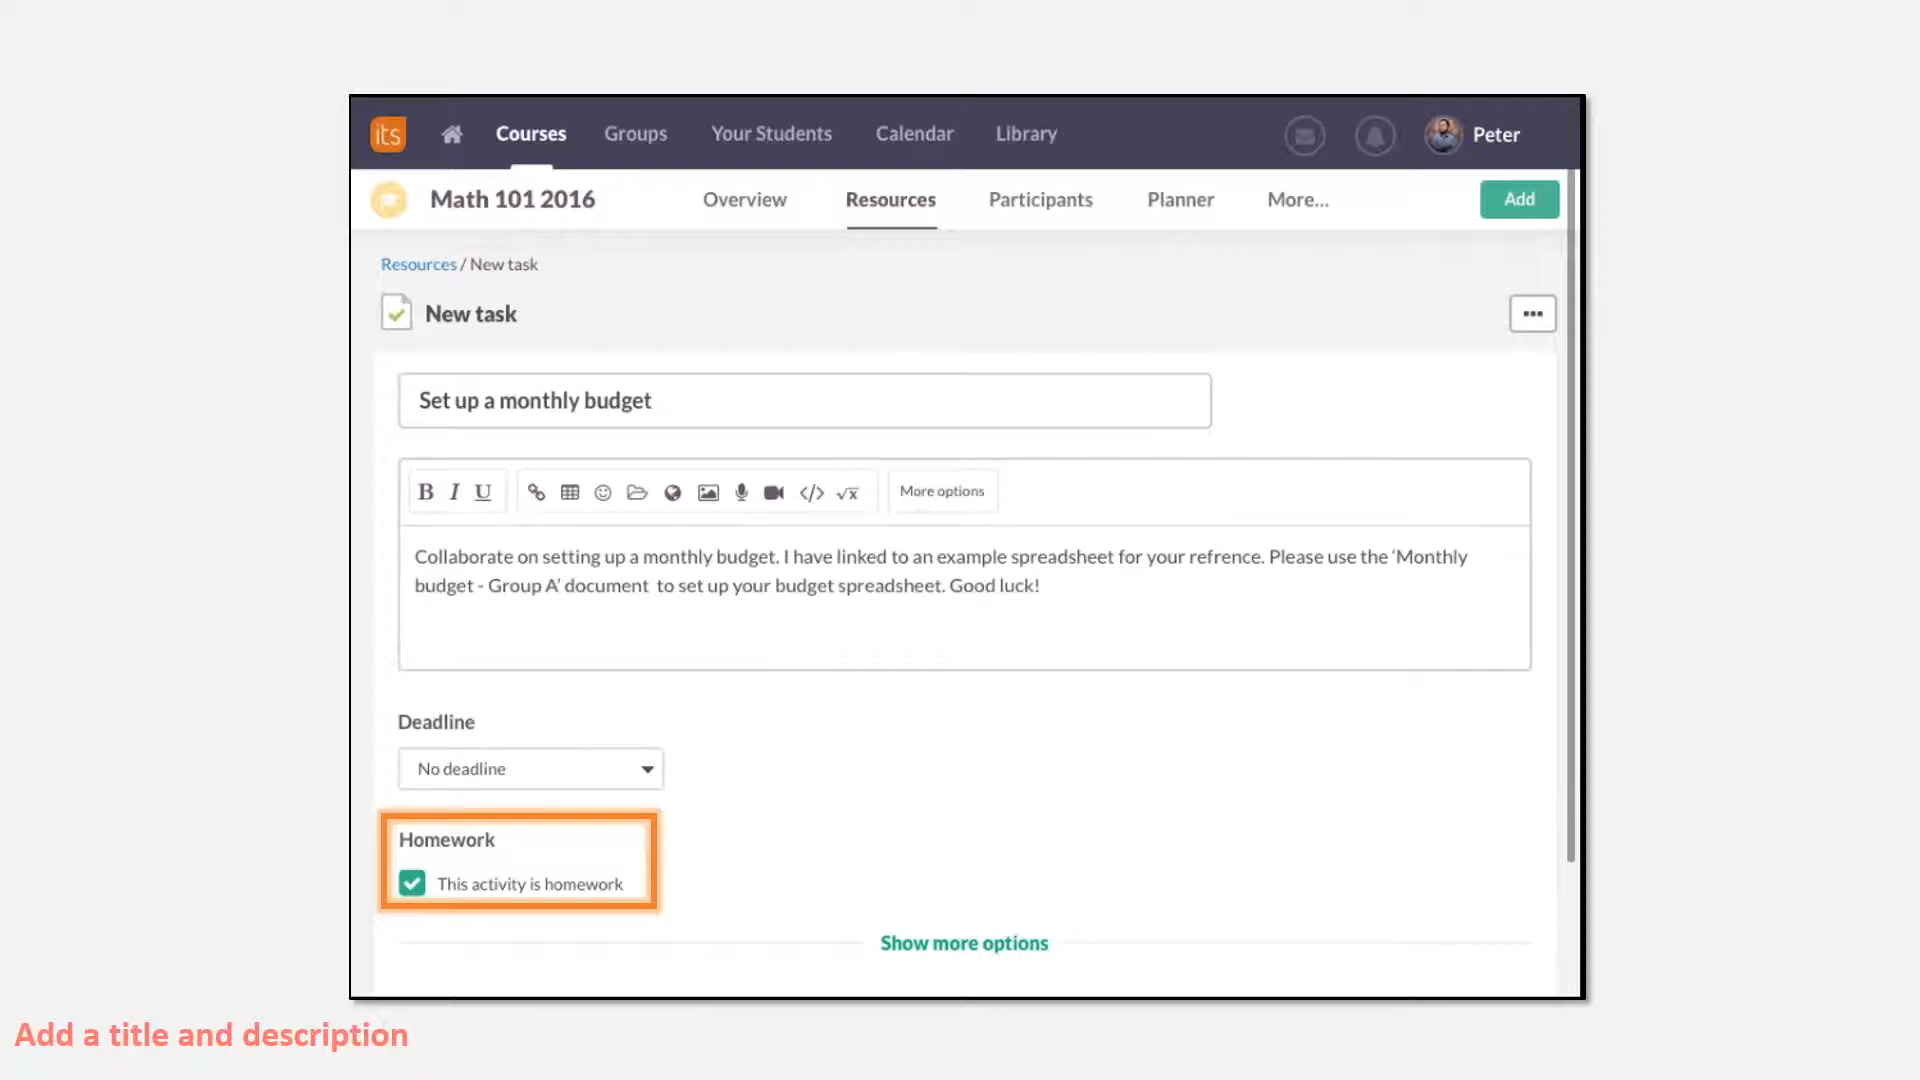 its Courses Groups Your Students Calendar Library Peter
Math 101 2016 Overview Resources Participants Planner More... Add
Resources / New task
New task
Set up a monthly budget
B I U </> √x More options
Collaborate on setting up a monthly budget. I have linked to an example spreadsheet for your refrence. Please use the ‘Monthly
budget - Group A’ document to set up your budget spreadsheet. Good luck!
Deadline
No deadline
Homework
This activity is homework
Show more options
Add a title and description